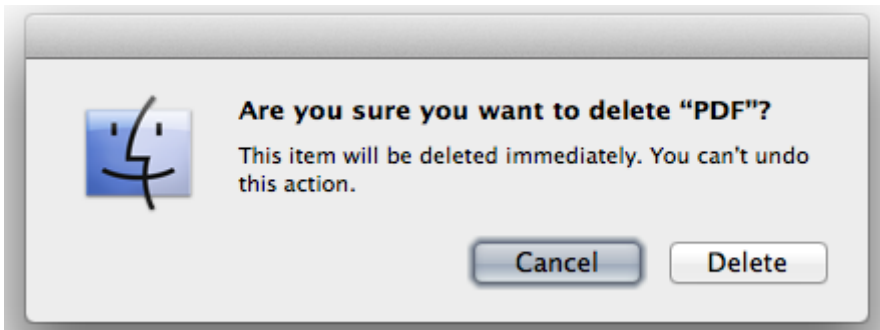 Are you sure you want to delete “PDF”?
This item will be deleted immediately. You can’t undo
this action.
Cancel
Delete